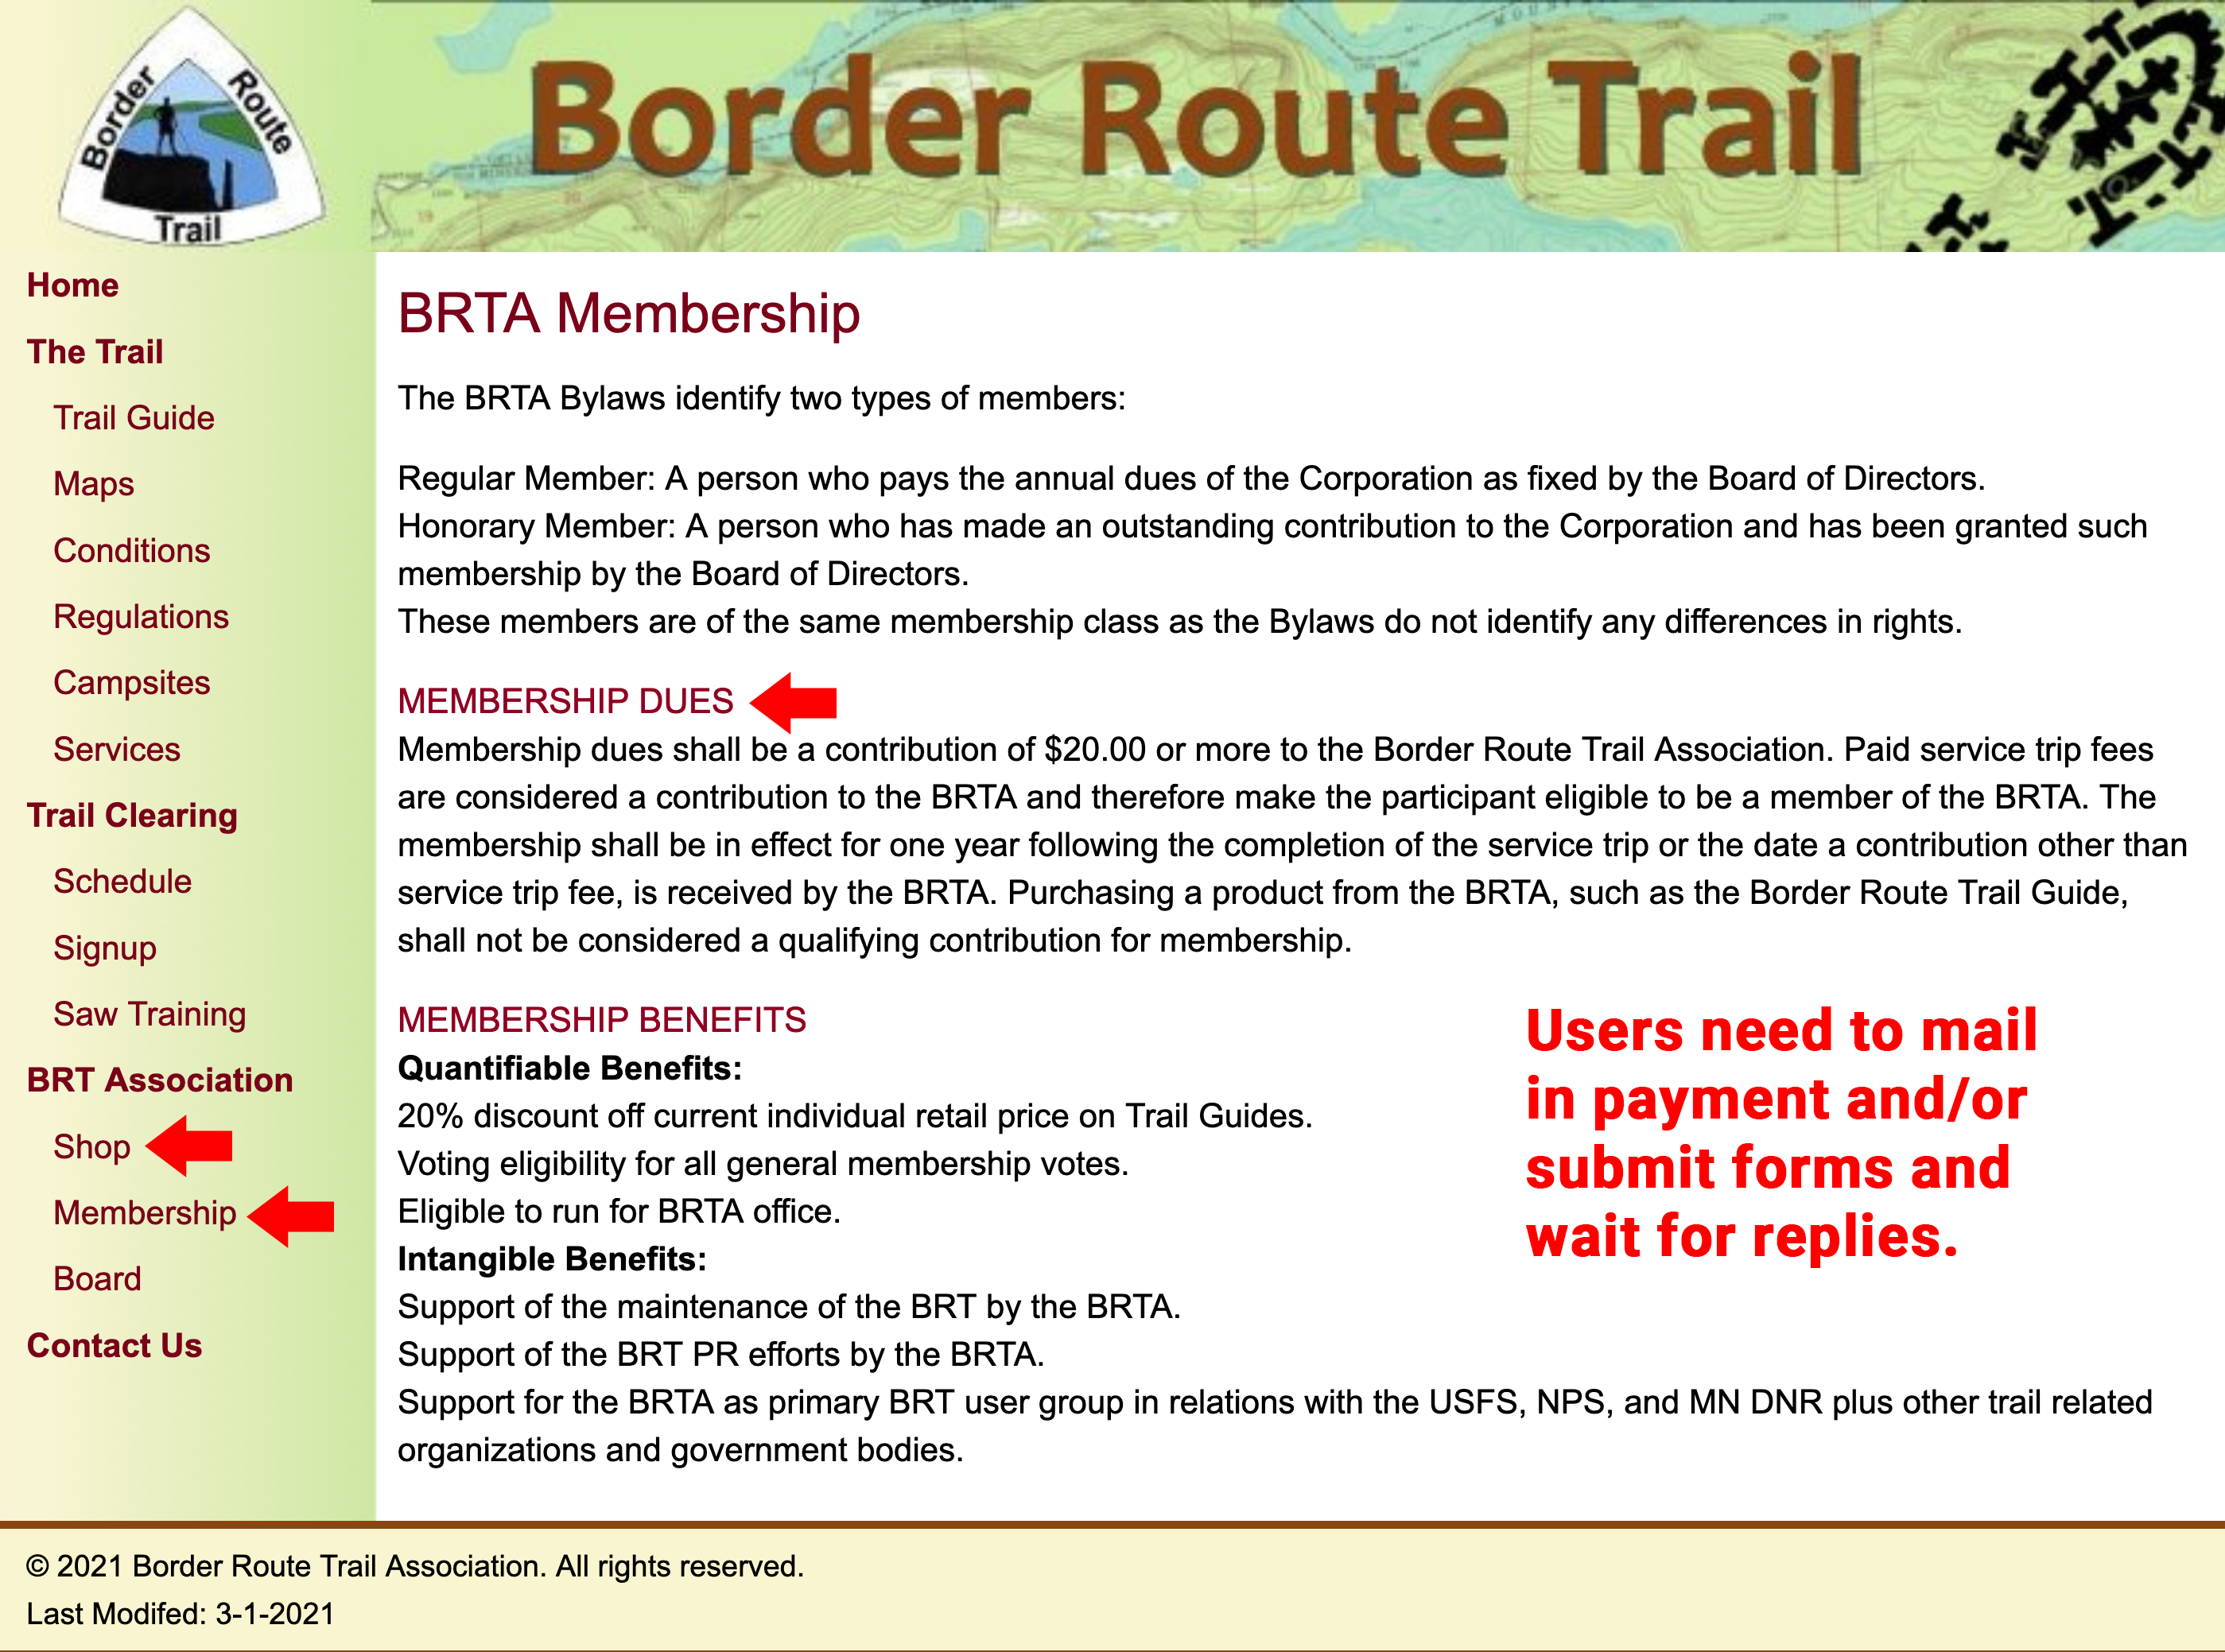 Border Route Trail
Border Route Trail
Home
The Trail
Trail Guide
Maps
Conditions
Regulations
Campsites
Services
Trail Clearing
Schedule
Signup
Saw Training
BRT Association
Shop
Membership
Board
Contact Us
BRTA Membership
The BRTA Bylaws identify two types of members:
Regular Member: A person who pays the annual dues of the Corporation as fixed by the Board of Directors.
Honorary Member: A person who has made an outstanding contribution to the Corporation and has been granted such
membership by the Board of Directors.
These members are of the same membership class as the Bylaws do not identify any differences in rights.
MEMBERSHIP DUES
Membership dues shall be a contribution of $20.00 or more to the Border Route Trail Association. Paid service trip fees
are considered a contribution to the BRTA and therefore make the participant eligible to be a member of the BRTA. The
membership shall be in effect for one year following the completion of the service trip or the date a contribution other than
service trip fee, is received by the BRTA. Purchasing a product from the BRTA, such as the Border Route Trail Guide,
shall not be considered a qualifying contribution for membership.
MEMBERSHIP BENEFITS
Quantifiable Benefits:
20% discount off current individual retail price on Trail Guides.
Voting eligibility for all general membership votes.
Eligible to run for BRTA office.
Intangible Benefits:
Support of the maintenance of the BRT by the BRTA.
Support of the BRT PR efforts by the BRTA.
Support for the BRTA as primary BRT user group in relations with the USFS, NPS, and MN DNR plus other trail related
organizations and government bodies.
Users need to mail
in payment and/or
submit forms and
wait for replies.
© 2021 Border Route Trail Association. All rights reserved.
Last Modifed: 3-1-2021